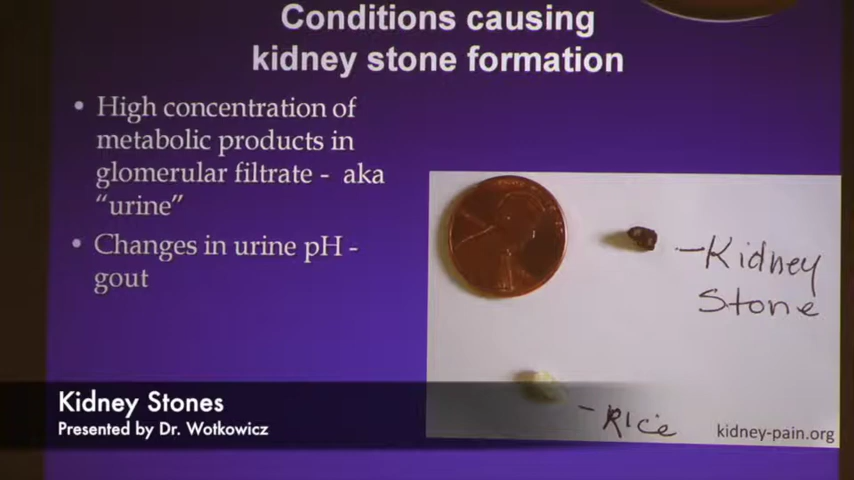 Conditions causing
kidney stone formation
• High concentration of
metabolic products in
glomerular filtrate - aka
“urine”
• Changes in urine pH -
gout
-Kidney
Stone
-Rice
kidney-pain.org
Kidney Stones
Presented by Dr. Wotkowicz